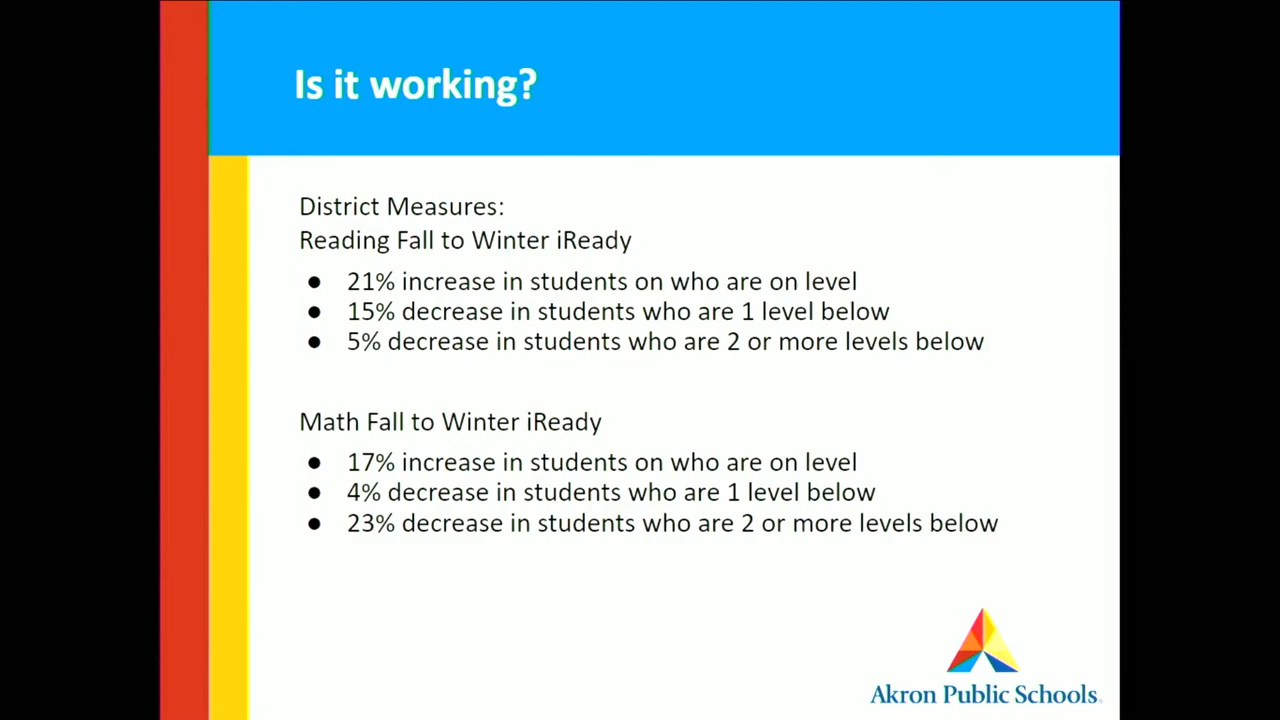 Is it working?
District Measures:
Reading Fall to Winter iReady
● 21% increase in students on who are on level
● 15% decrease in students who are 1 level below
● 5% decrease in students who are 2 or more levels below
Math Fall to Winter iReady
● 17% increase in students on who are on level
● 4% decrease in students who are 1 level below
● 23% decrease in students who are 2 or more levels below
Akron Public Schools